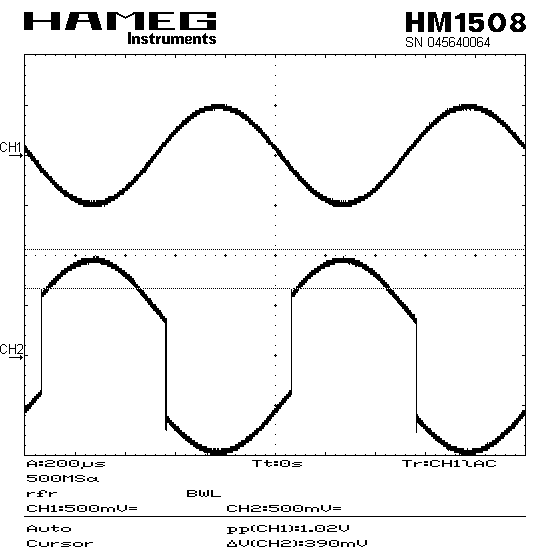 HAMEG
Instruments
HM1508
SN 045640064
CH1
CH2
A:200µs Tt:0s Tr:CH1~AC
500MSa
rfr BWL
CH1:500mV= CH2:500mV=
Auto pp(CH1):1.02V
Cursor ΔV(CH2):390mV